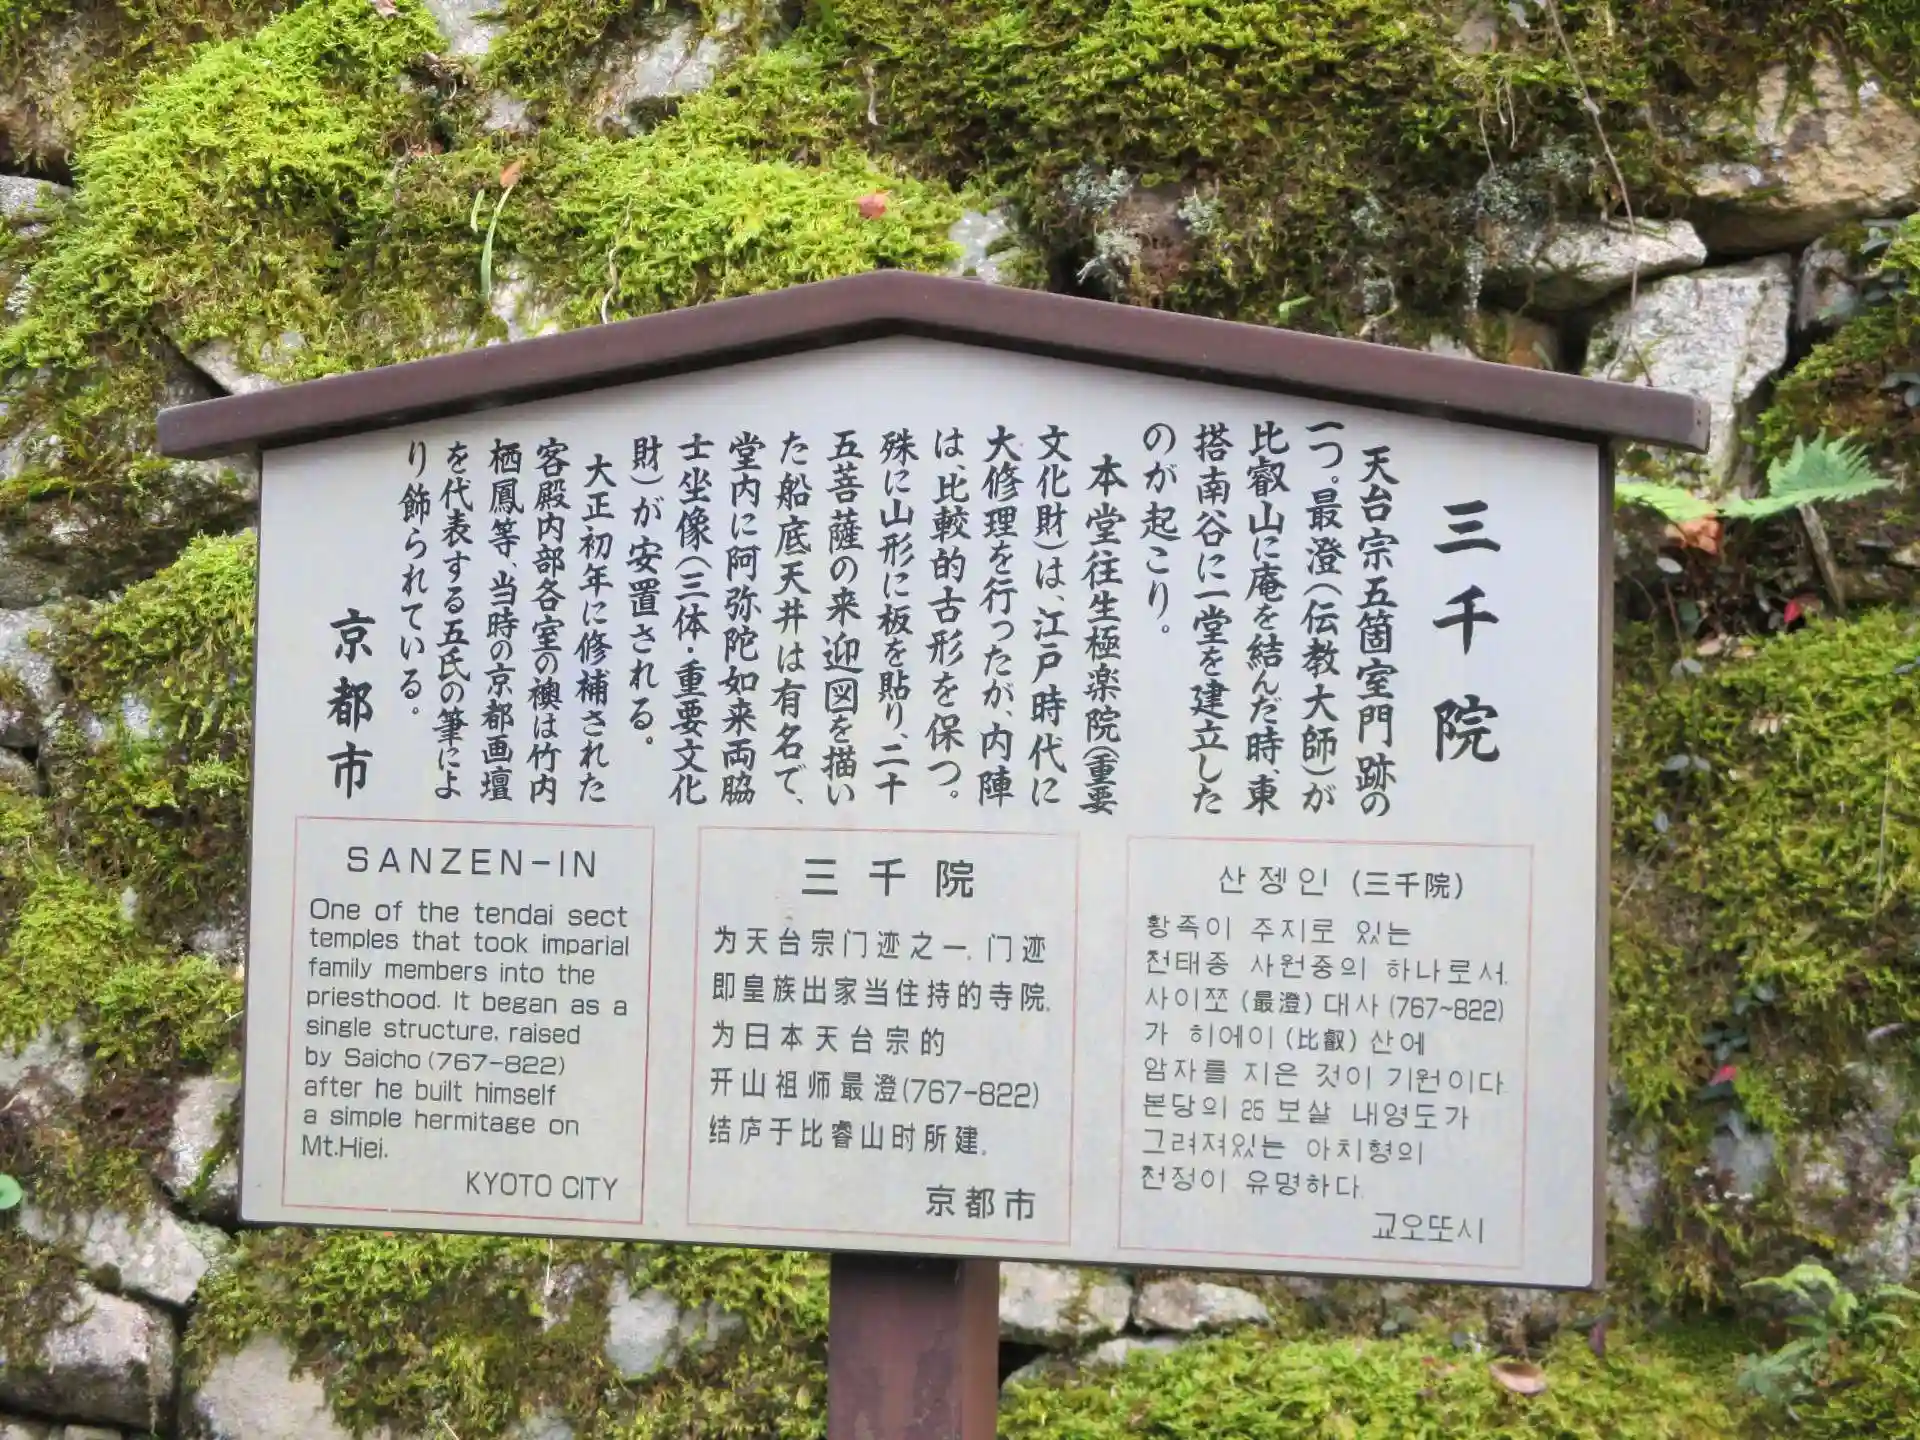 三千院
天台宗五箇室門跡の
一つ。最澄(伝教大師)が
比叡山に庵を結んだ時、東
搭南谷に一堂を建立した
のが起こり。
本堂往生極楽院(重要
文化財)は、江戸時代に
大修理を行ったが、内陣
は、比較的古形を保つ。
殊に山形に板を貼り、二十
五菩薩の来迎図を描い
た船底天井は有名で、
堂内に阿弥陀如来両脇
士坐像(三体・重要文化
財)が安置される。
大正初年に修補された
客殿内部各室の襖は竹内
栖鳳等、当時の京都画壇
を代表する五氏の筆によ
り飾られている。
京都市
SANZEN-IN
One of the tendai sect
temples that took imparial
family members into the
priesthood. It began as a
single structure, raised
by Saicho(767-822)
after he built himself
a simple hermitage on
Mt.Hiei.
KYOTO CITY
三千院
为天台宗门迹之一. 门迹
即皇族出家当住持的寺院.
为日本天台宗的
开山祖师最澄(767-822)
结庐于比睿山时所建.
京都市
산젱인 (三千院)
황족이 주지로 있는
천태종 사원중의 하나로서.
사이쪼(最澄)대사(767~822)
가 히에이(比叡)산에
암자를 지은 것이 기원이다.
본당의 25보살 내영도가
그려져있는 아치형의
천정이 유명하다.
교오또시